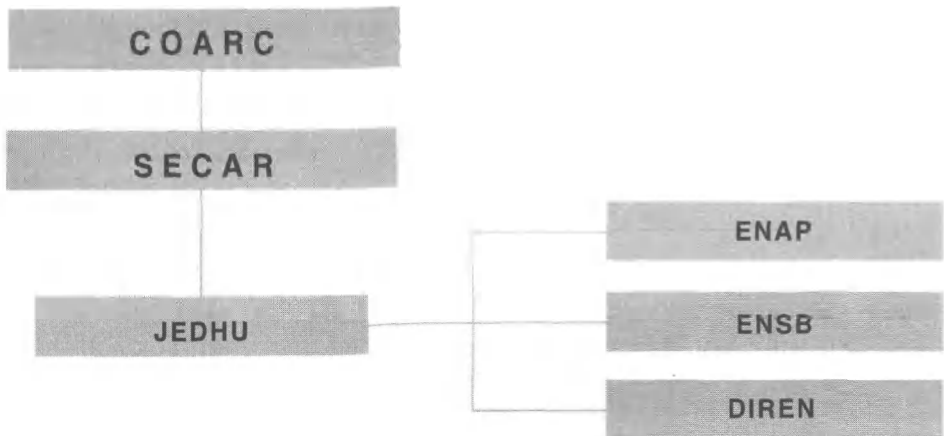 COARC
SECAR
JEDHU
ENAP
ENSB
DIREN